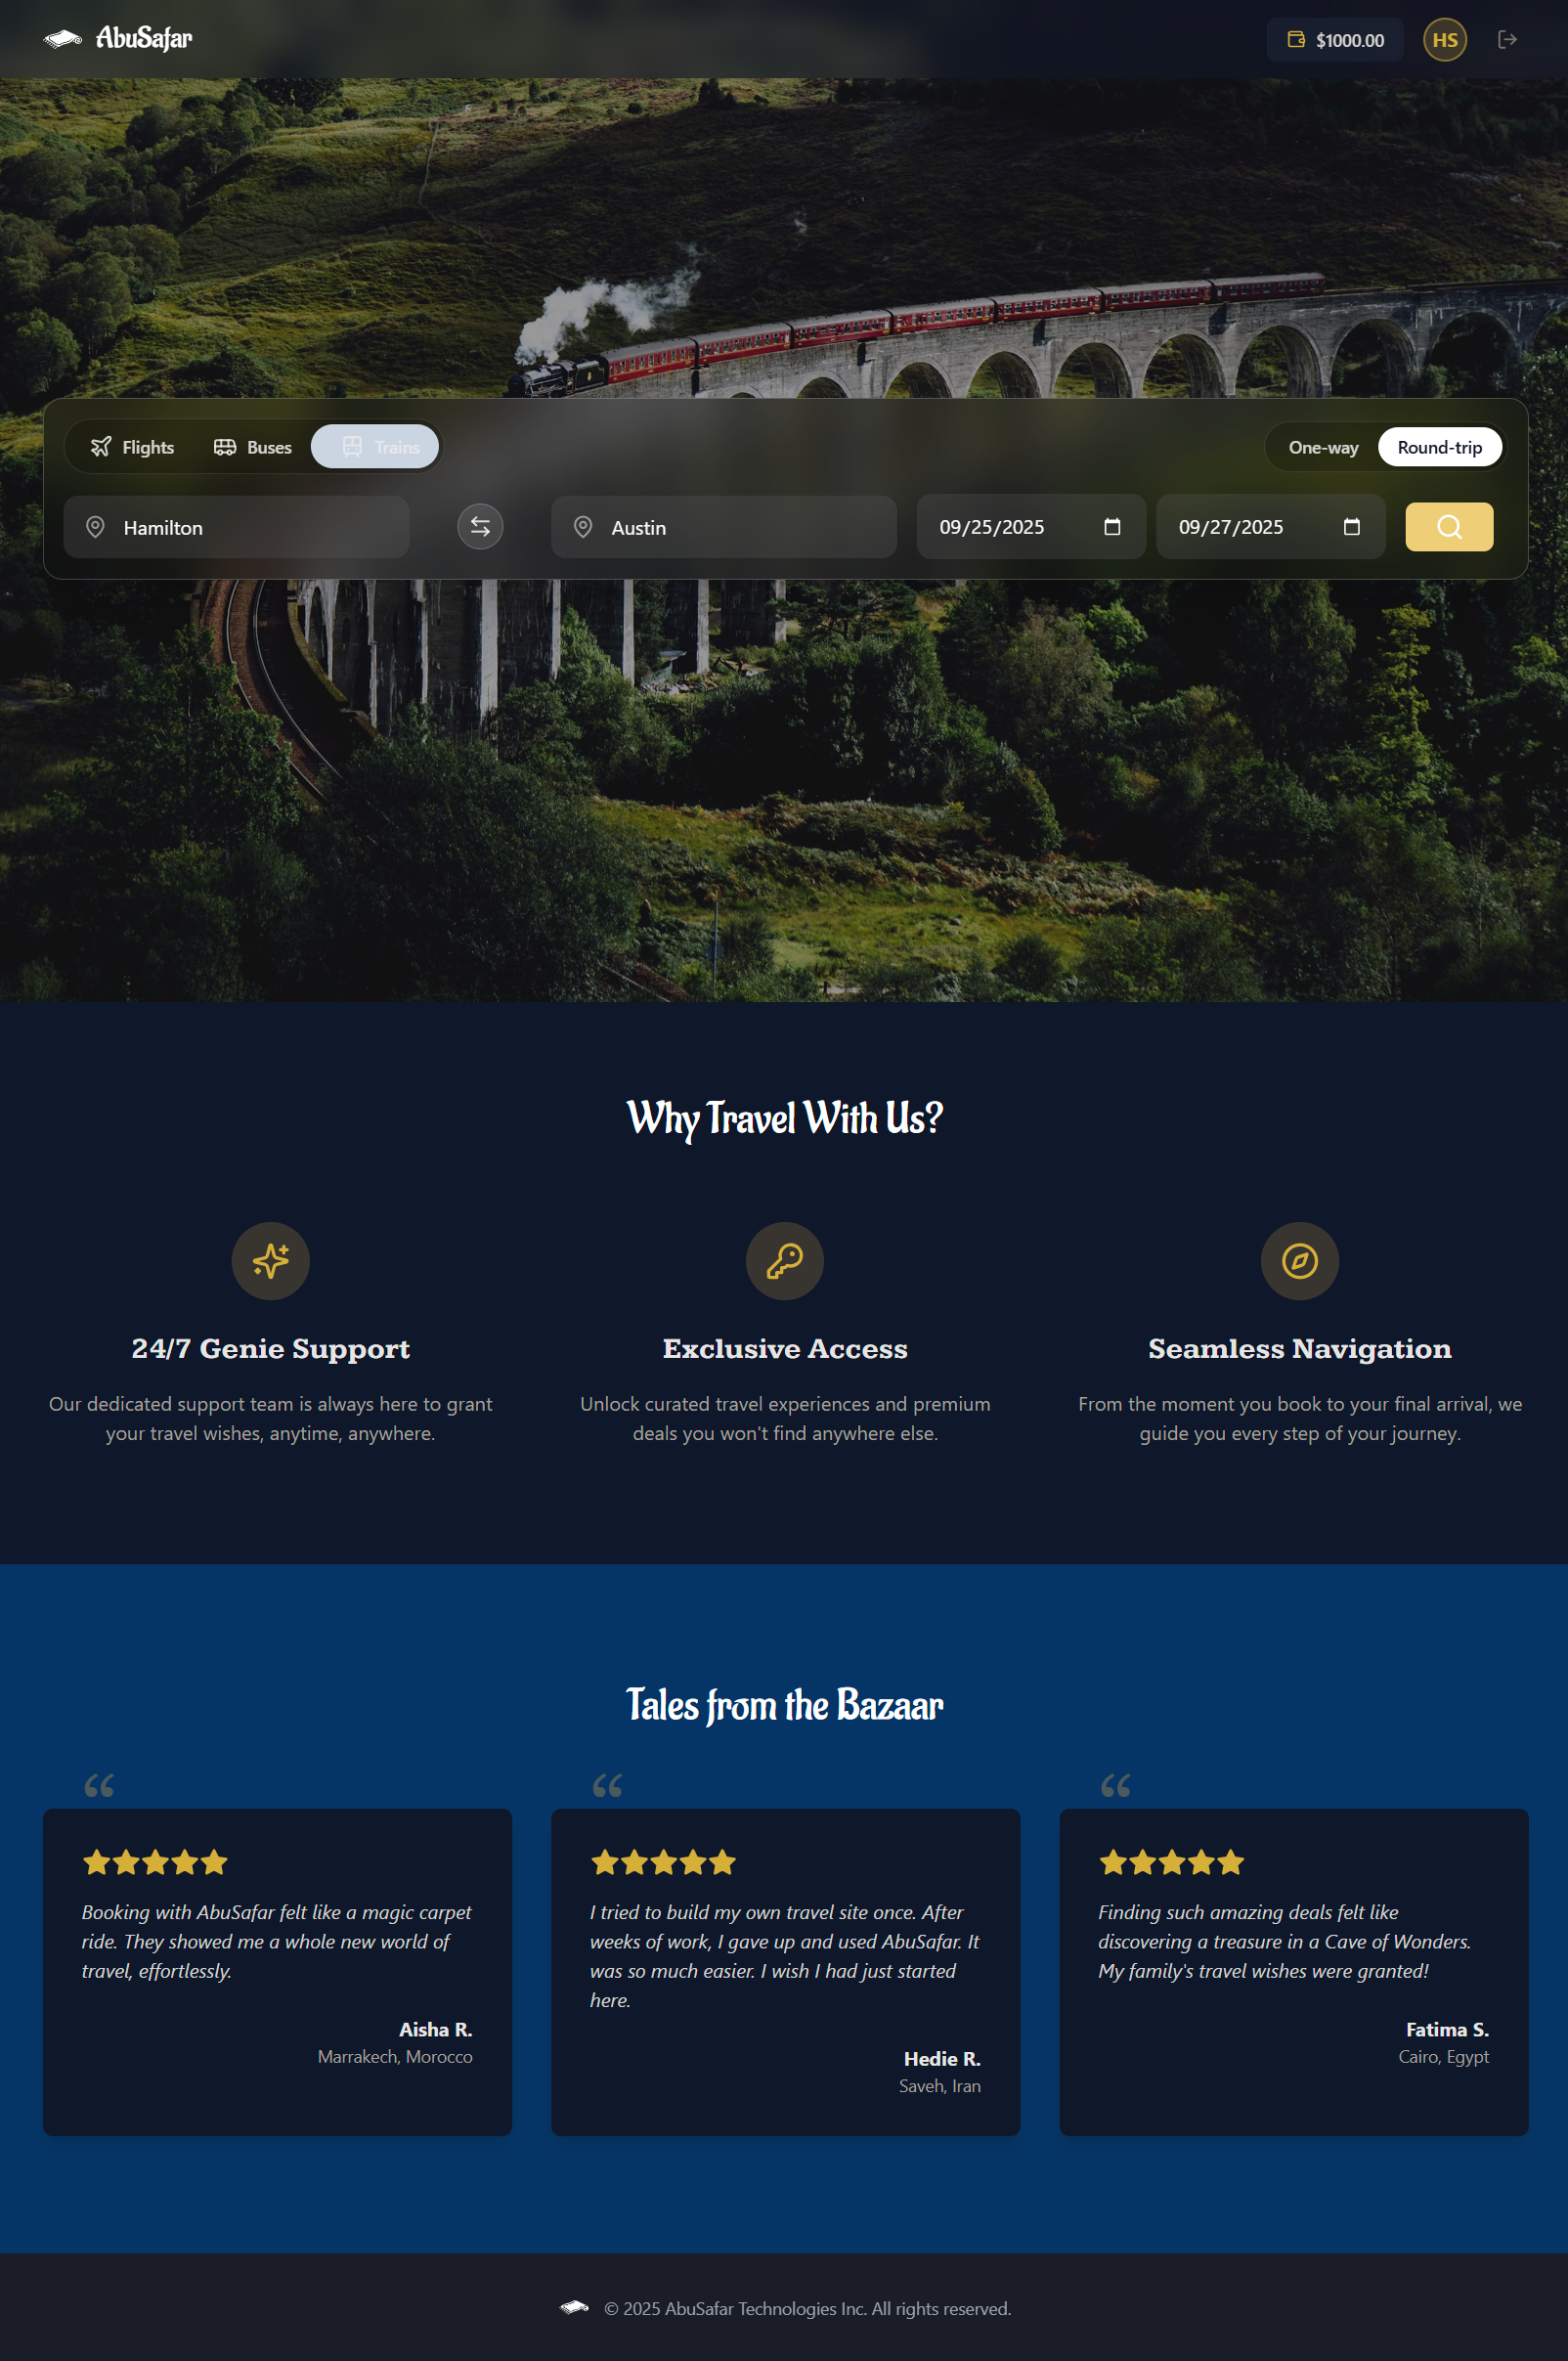 AbuSafar
$1000.00
HS
Flights
Buses
Trains
One-way
Round-trip
Hamilton
Austin
09/25/2025
09/27/2025
Why Travel With Us?
24/7 Genie Support
Our dedicated support team is always here to grant
your travel wishes, anytime, anywhere.
Exclusive Access
Unlock curated travel experiences and premium
deals you won't find anywhere else.
Seamless Navigation
From the moment you book to your final arrival, we
guide you every step of your journey.
Tales from the Bazaar
“
Booking with AbuSafar felt like a magic carpet
ride. They showed me a whole new world of
travel, effortlessly.
Aisha R.
Marrakech, Morocco
“
I tried to build my own travel site once. After
weeks of work, I gave up and used AbuSafar. It
was so much easier. I wish I had just started
here.
Hedie R.
Saveh, Iran
“
Finding such amazing deals felt like
discovering a treasure in a Cave of Wonders.
My family's travel wishes were granted!
Fatima S.
Cairo, Egypt
© 2025 AbuSafar Technologies Inc. All rights reserved.